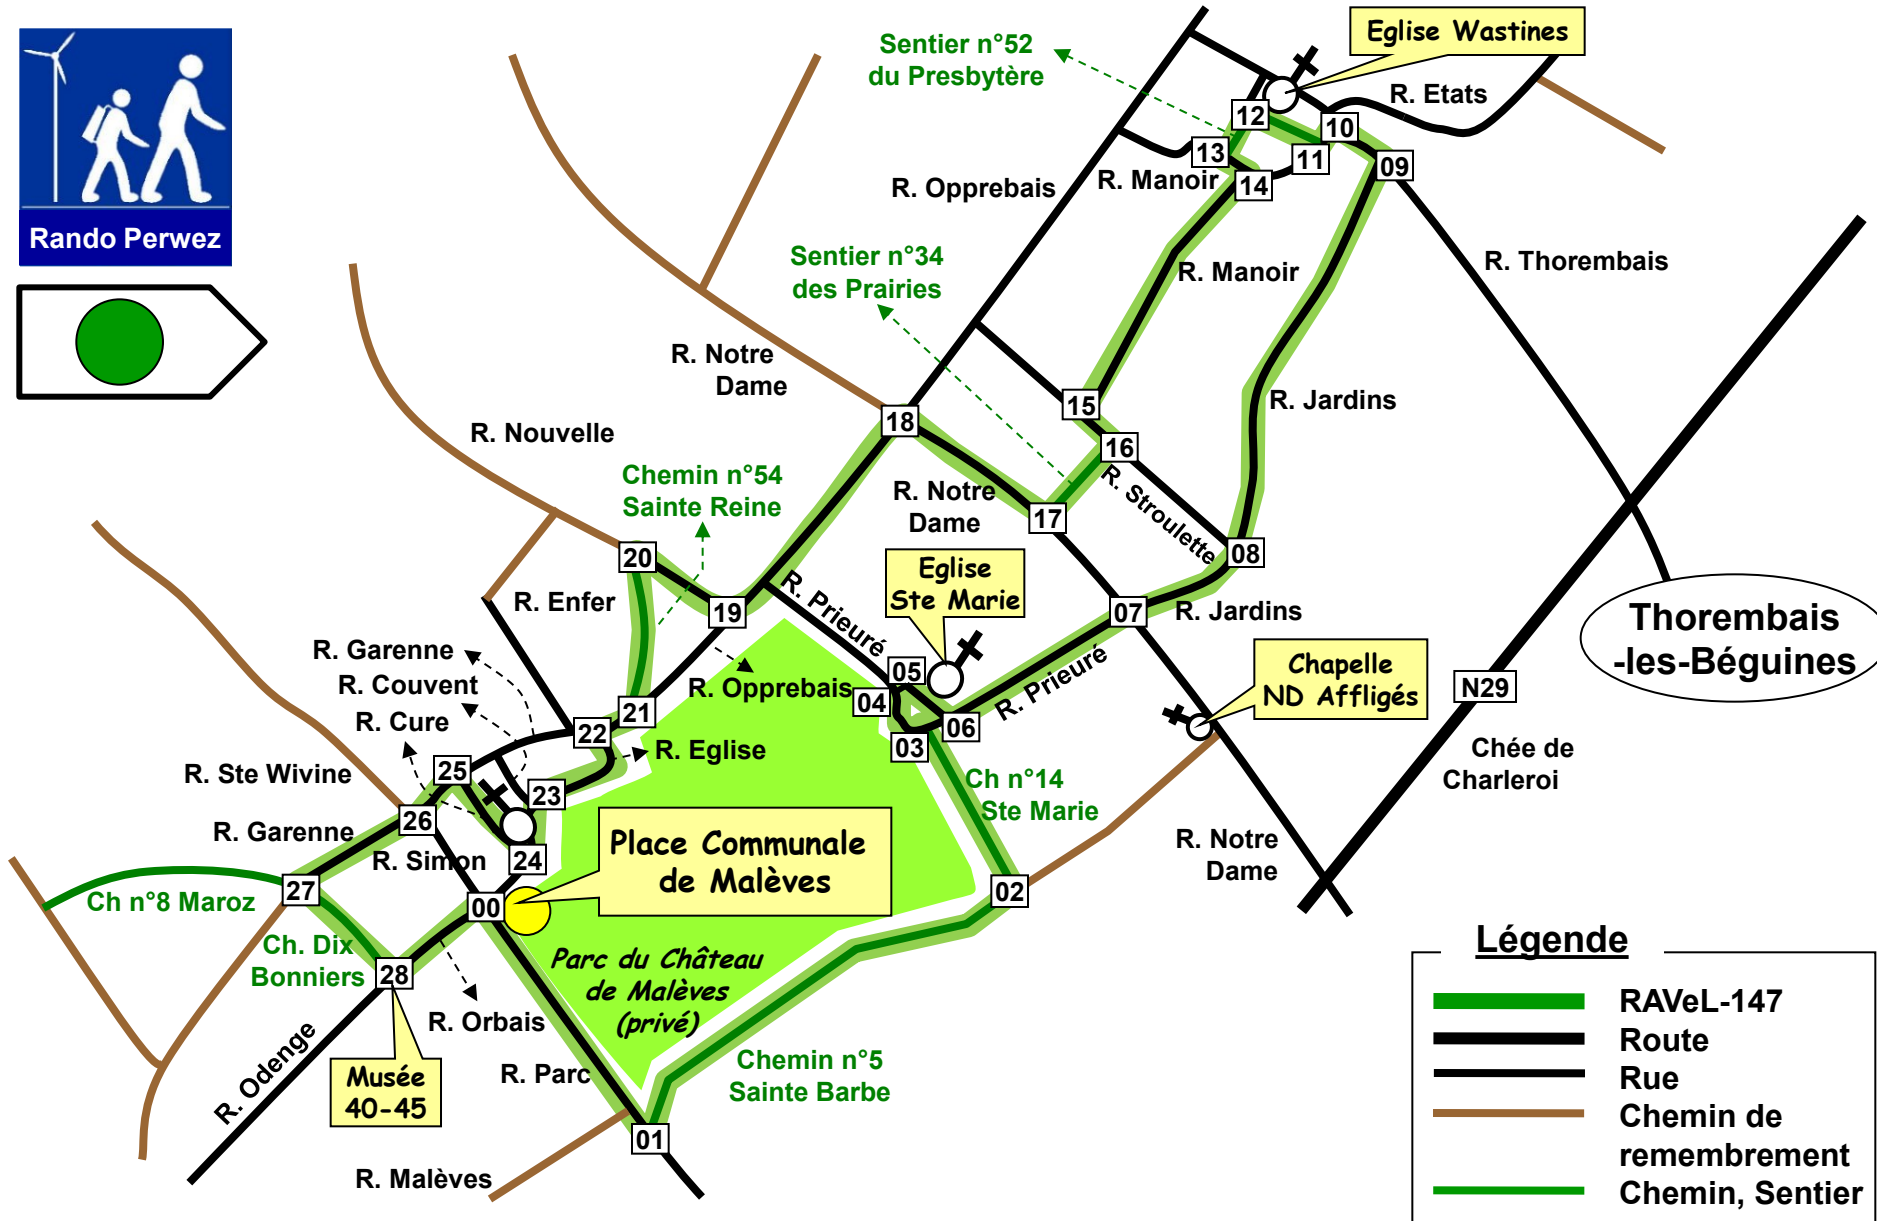 Rando Perwez
Sentier n°52
du Presbytère
Eglise Wastines
R. Etats
12
10
13
11
09
14
R. Manoir
R. Opprebais
R. Thorembais
Sentier n°34
des Prairies
R. Manoir
R. Notre
Dame
R. Jardins
15
18
16
R. Nouvelle
Chemin n°54
Sainte Reine
R. Notre
Dame
R. Stroulette
17
08
20
Eglise
Ste Marie
R. Enfer
R. Prieuré
19
07
R. Jardins
Thorembais
-les-Béguines
R. Garenne
R. Couvent
R. Cure
R. Opprebais
05
04
R. Prieuré
Chapelle
ND Affligés
N29
21
06
22
03
R. Eglise
Chée de
Charleroi
R. Ste Wivine
25
23
Ch n°14
Ste Marie
26
R. Garenne
R. Simon
24
Place Communale
de Malèves
R. Notre
Dame
27
02
Ch n°8 Maroz
00
Ch. Dix
Bonniers
28
Parc du Château
de Malèves
(privé)
R. Orbais
R. Odenge
Musée
40-45
R. Parc
Chemin n°5
Sainte Barbe
01
R. Malèves
Légende
RAVeL-147
Route
Rue
Chemin de
remembrement
Chemin, Sentier